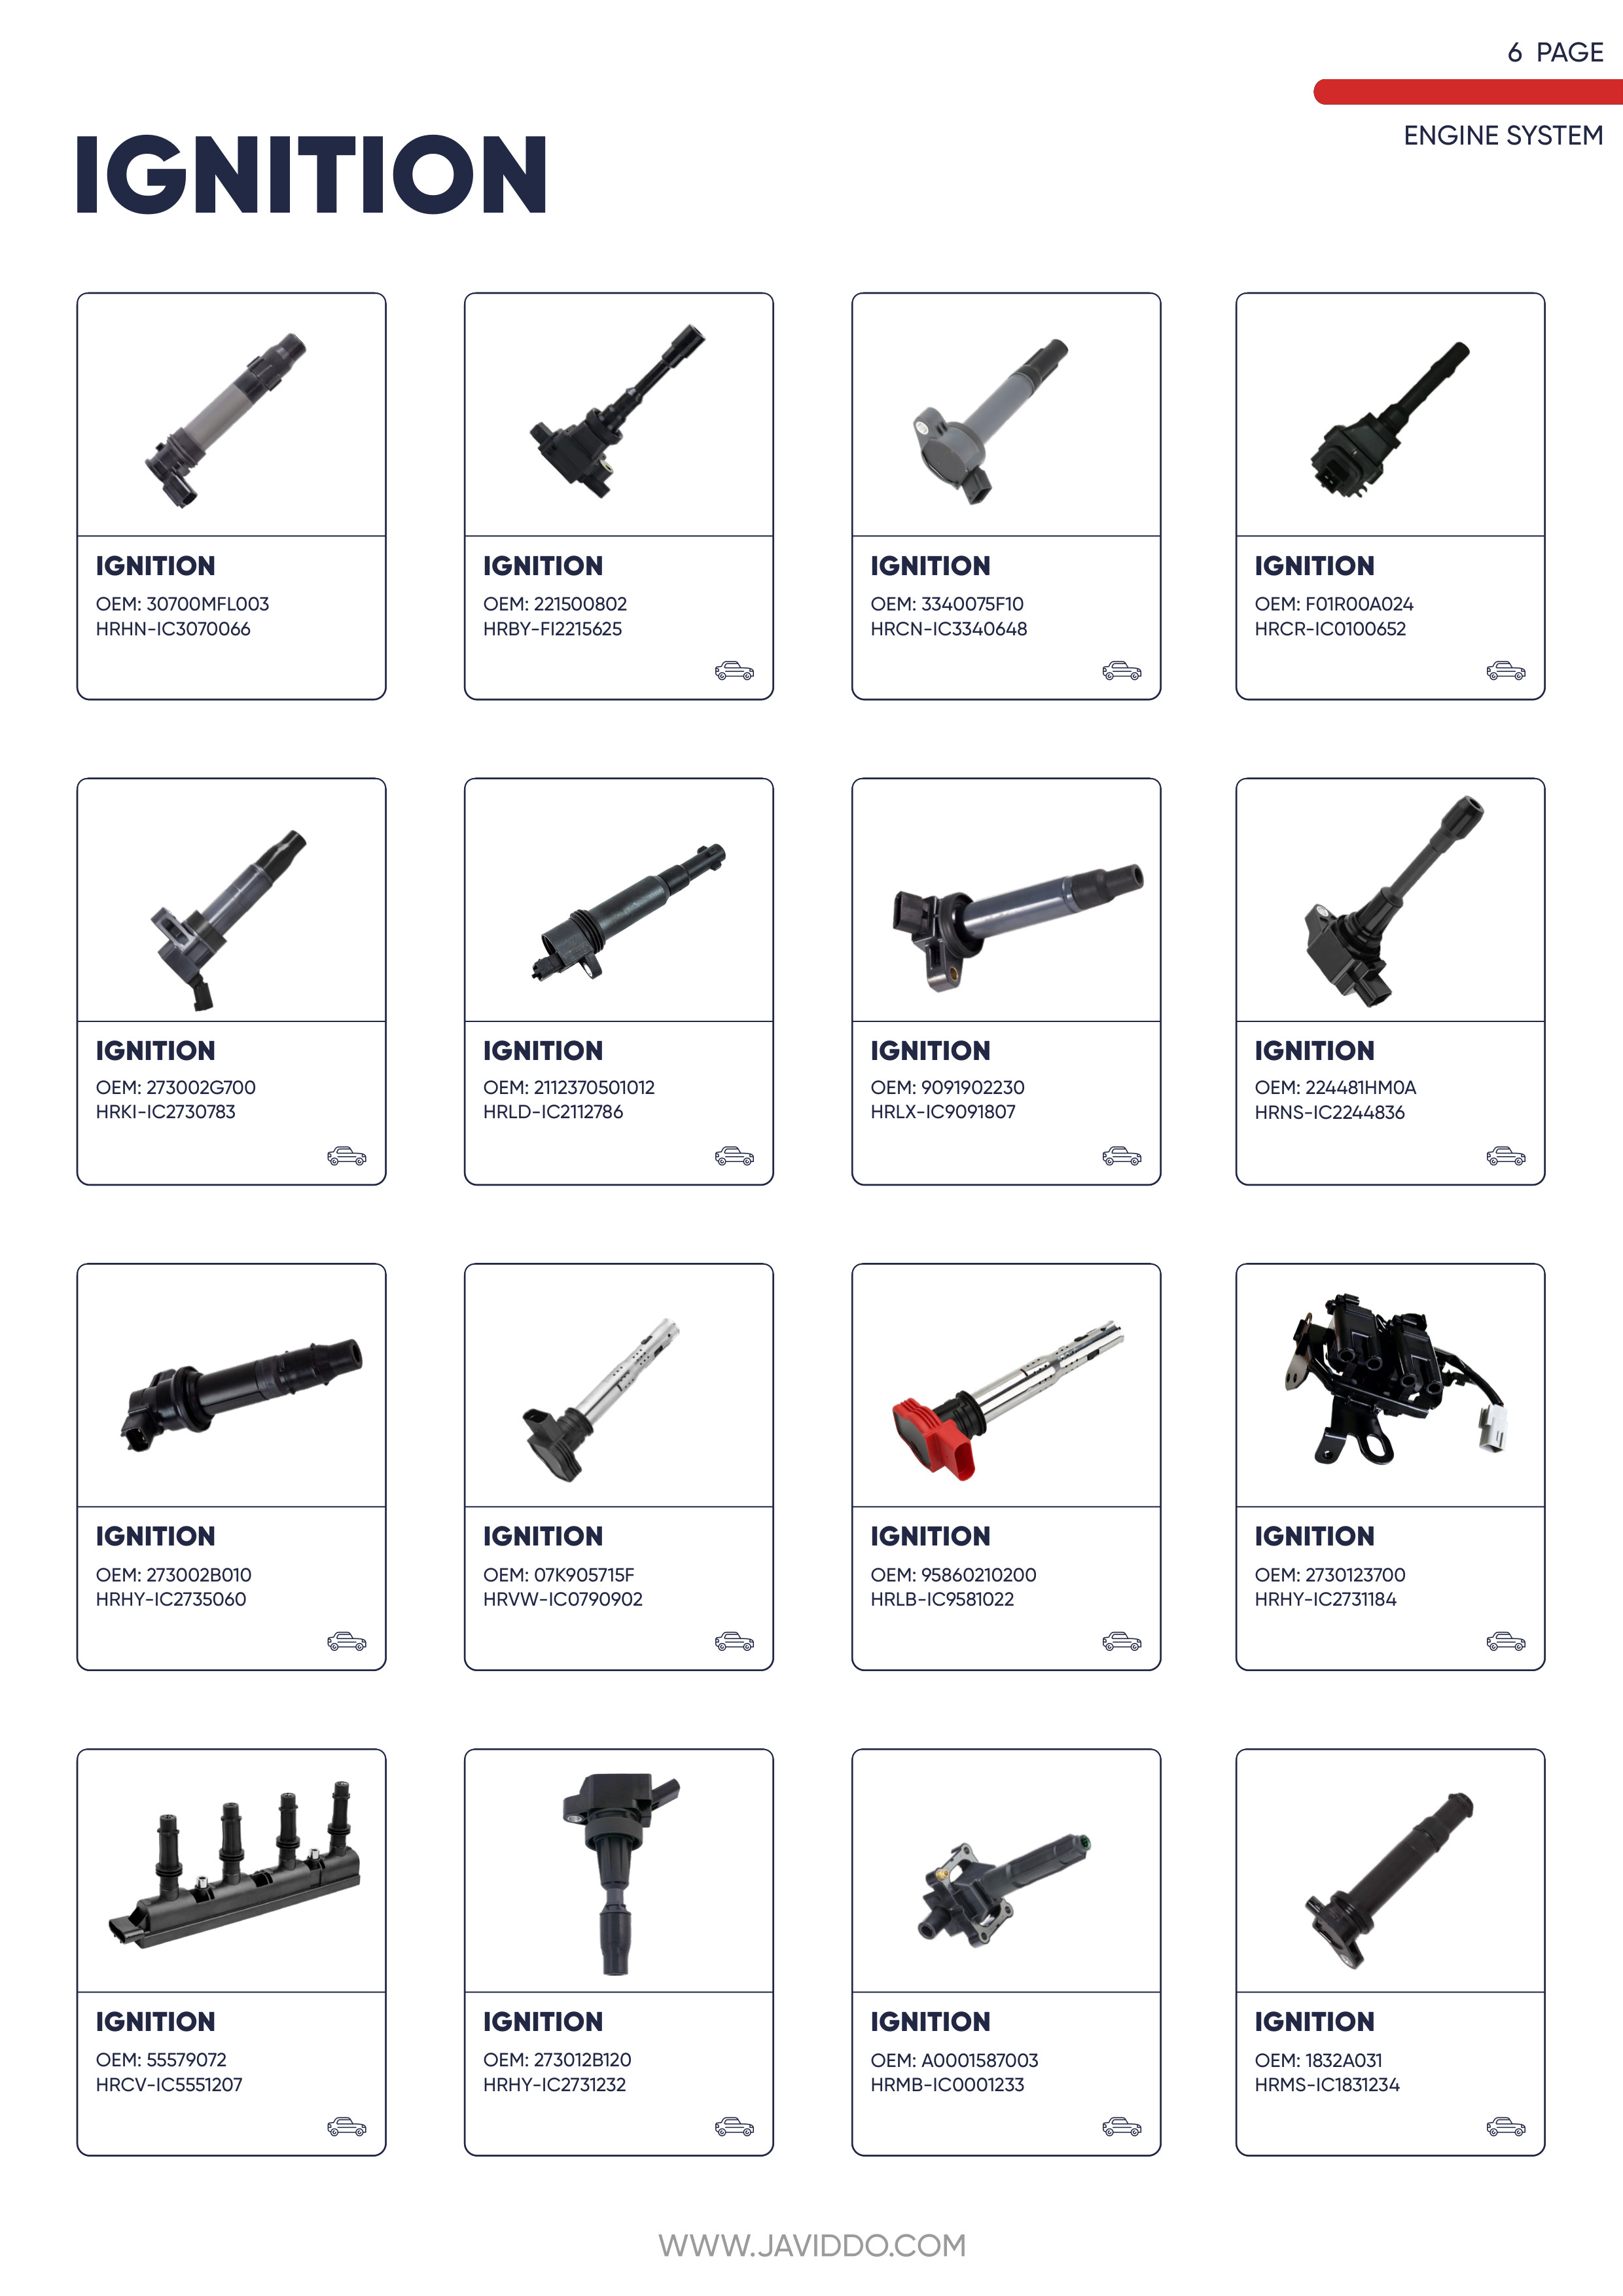 6 PAGE
ENGINE SYSTEM
IGNITION
IGNITION
OEM: 30700MFL003
HRHN-IC3070066
IGNITION
OEM: 221500802
HRBY-FI2215625
IGNITION
OEM: 3340075F10
HRCN-IC3340648
IGNITION
OEM: F01R00A024
HRCR-IC0100652
IGNITION
OEM: 273002G700
HRKI-IC2730783
IGNITION
OEM: 2112370501012
HRLD-IC2112786
IGNITION
OEM: 9091902230
HRLX-IC9091807
IGNITION
OEM: 224481HM0A
HRNS-IC2244836
IGNITION
OEM: 273002B010
HRHY-IC2735060
IGNITION
OEM: 07K905715F
HRVW-IC0790902
IGNITION
OEM: 95860210200
HRLB-IC9581022
IGNITION
OEM: 2730123700
HRHY-IC2731184
IGNITION
OEM: 55579072
HRCV-IC5551207
IGNITION
OEM: 273012B120
HRHY-IC2731232
IGNITION
OEM: A0001587003
HRMB-IC0001233
IGNITION
OEM: 1832A031
HRMS-IC1831234
WWW.JAVIDDO.COM